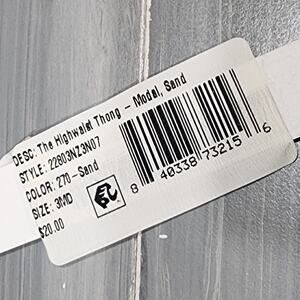 DESC: The Highwaist Thong - Modal, Sand
STYLE: 22803NZ3N07
COLOR: 270-Sand
SIZE: 3MD
$20.00
8 40338 73215 6